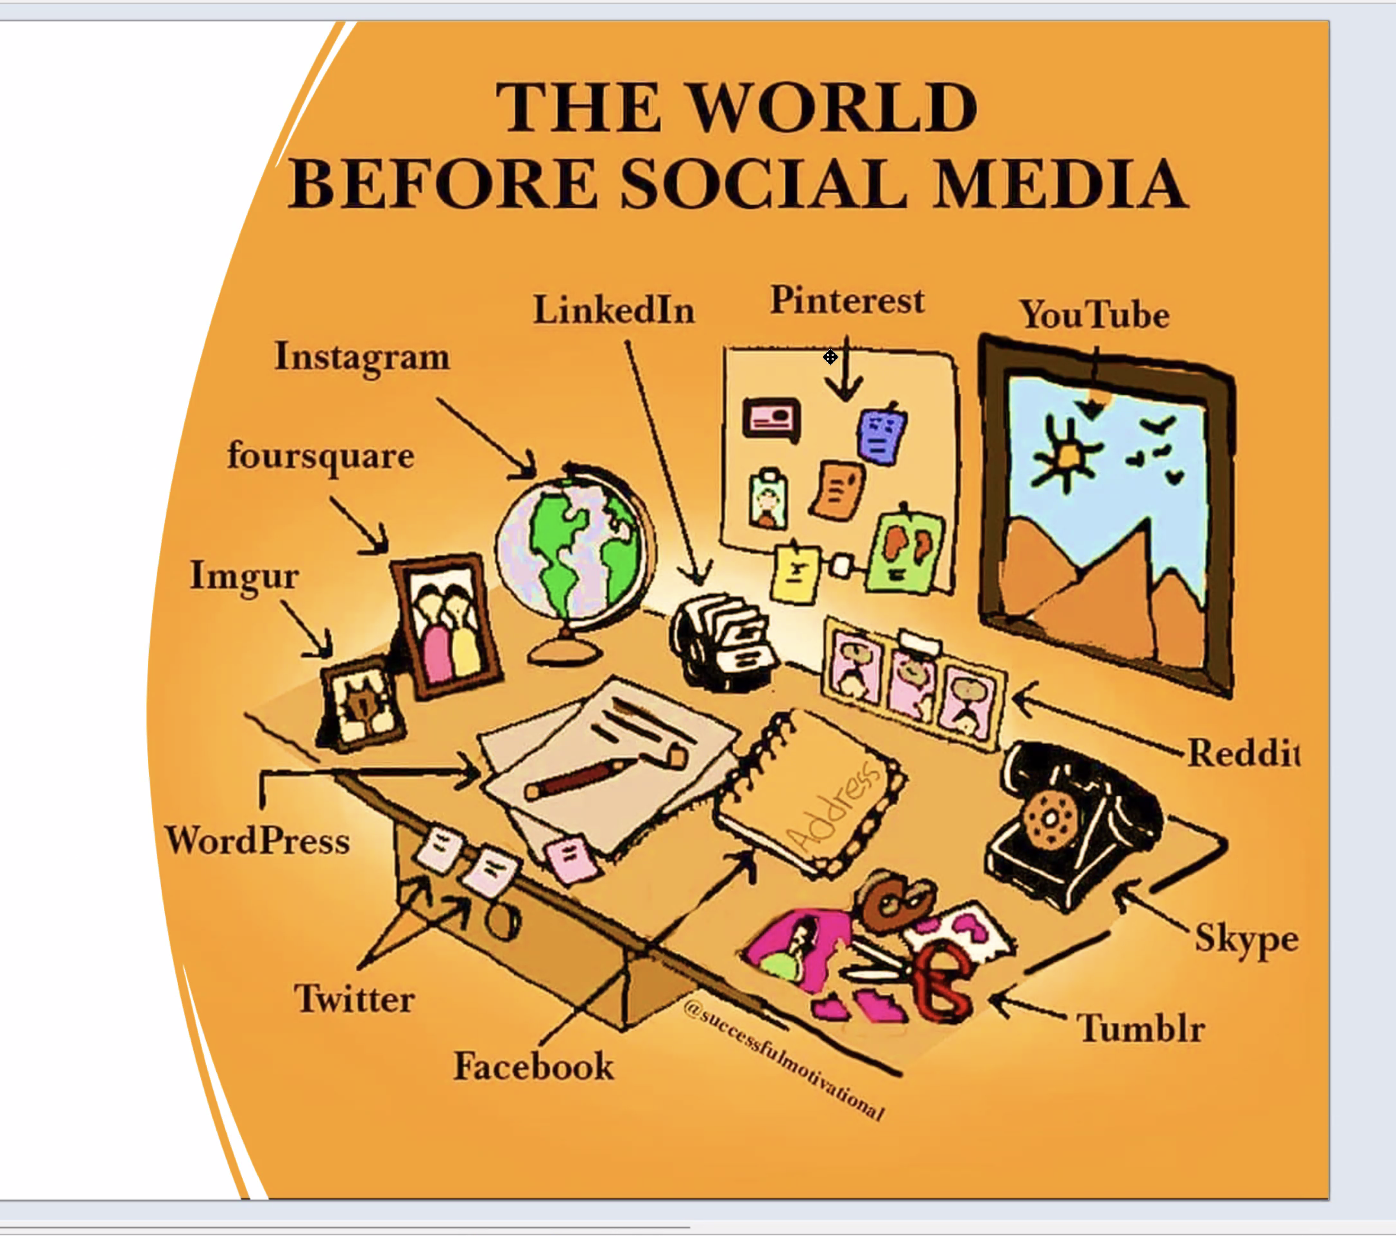 THE WORLD
BEFORE SOCIAL MEDIA
LinkedIn
Pinterest
YouTube
Instagram
foursquare
Imgur
Reddit
Address
WordPress
Skype
Twitter
Tumblr
Facebook
@successfulmotivational